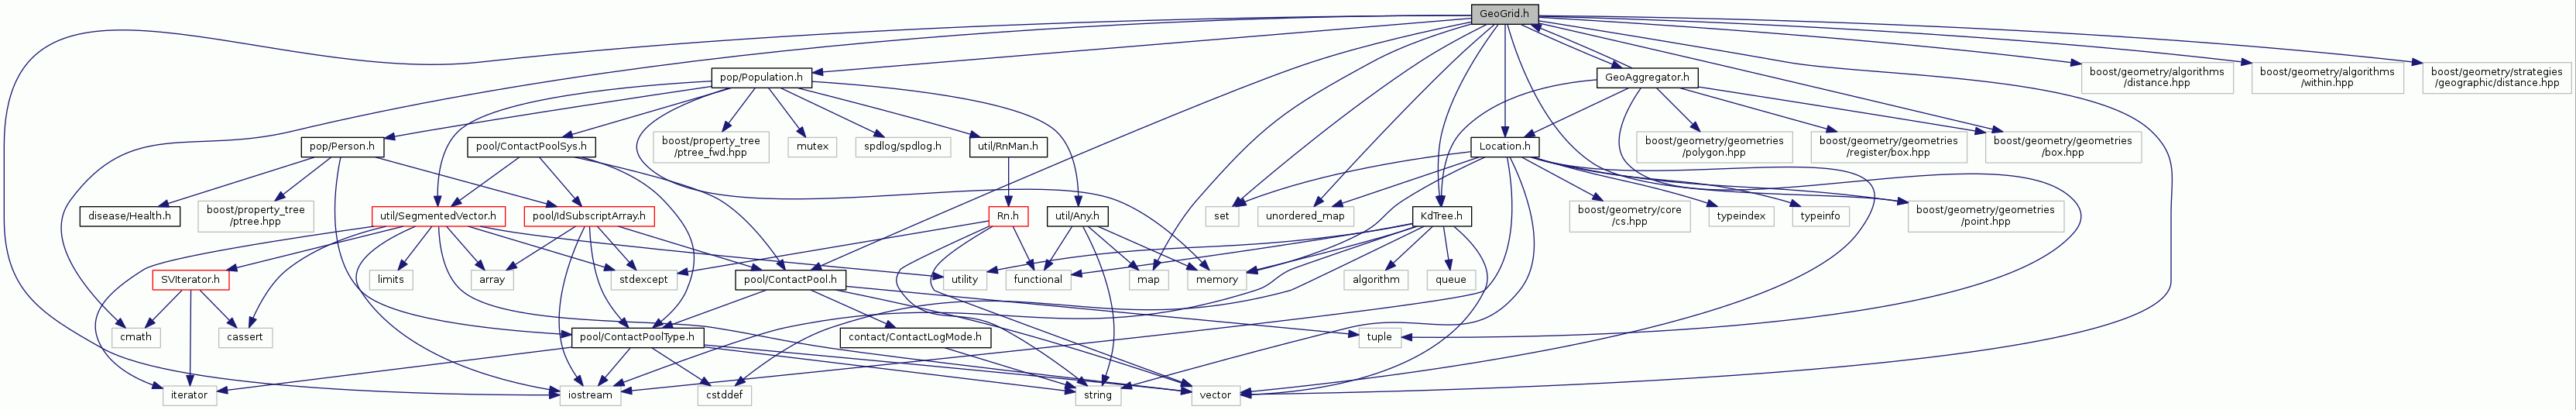 GeoGrid.h
pop/Population.h
GeoAggregator.h
boost/geometry/algorithms
/distance.hpp
boost/geometry/algorithms
/within.hpp
boost/geometry/strategies
/geographic/distance.hpp
pop/Person.h
pool/ContactPoolSys.h
boost/property_tree
/ptree_fwd.hpp
mutex
spdlog/spdlog.h
util/RnMan.h
Location.h
boost/geometry/geometries
/polygon.hpp
boost/geometry/geometries
/register/box.hpp
boost/geometry/geometries
/box.hpp
disease/Health.h
boost/property_tree
/ptree.hpp
util/SegmentedVector.h
pool/IdSubscriptArray.h
Rn.h
util/Any.h
set
unordered_map
KdTree.h
boost/geometry/core
/cs.hpp
typeindex
typeinfo
boost/geometry/geometries
/point.hpp
SVIterator.h
limits
array
stdexcept
pool/ContactPool.h
utility
functional
map
memory
algorithm
queue
cmath
cassert
pool/ContactPoolType.h
contact/ContactLogMode.h
tuple
iterator
iostream
cstddef
string
vector